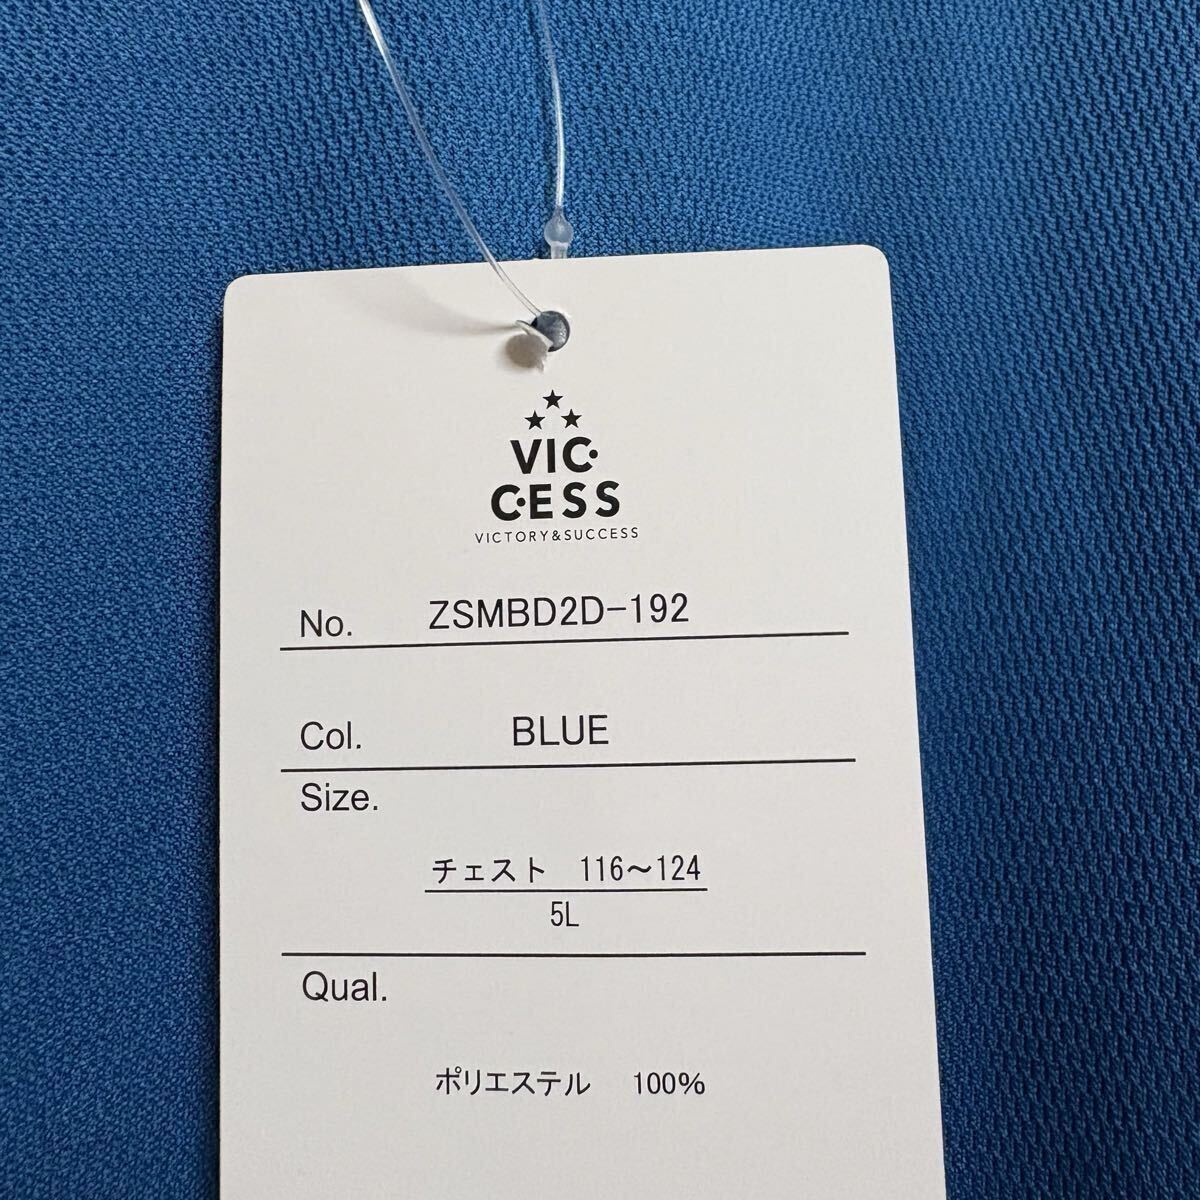 VIC·
C·ESS
VICTORY&SUCCESS
No. ZSMBD2D-192
Col. BLUE
Size.
チェスト 116～124
5L
Qual.
ポリエステル 100%